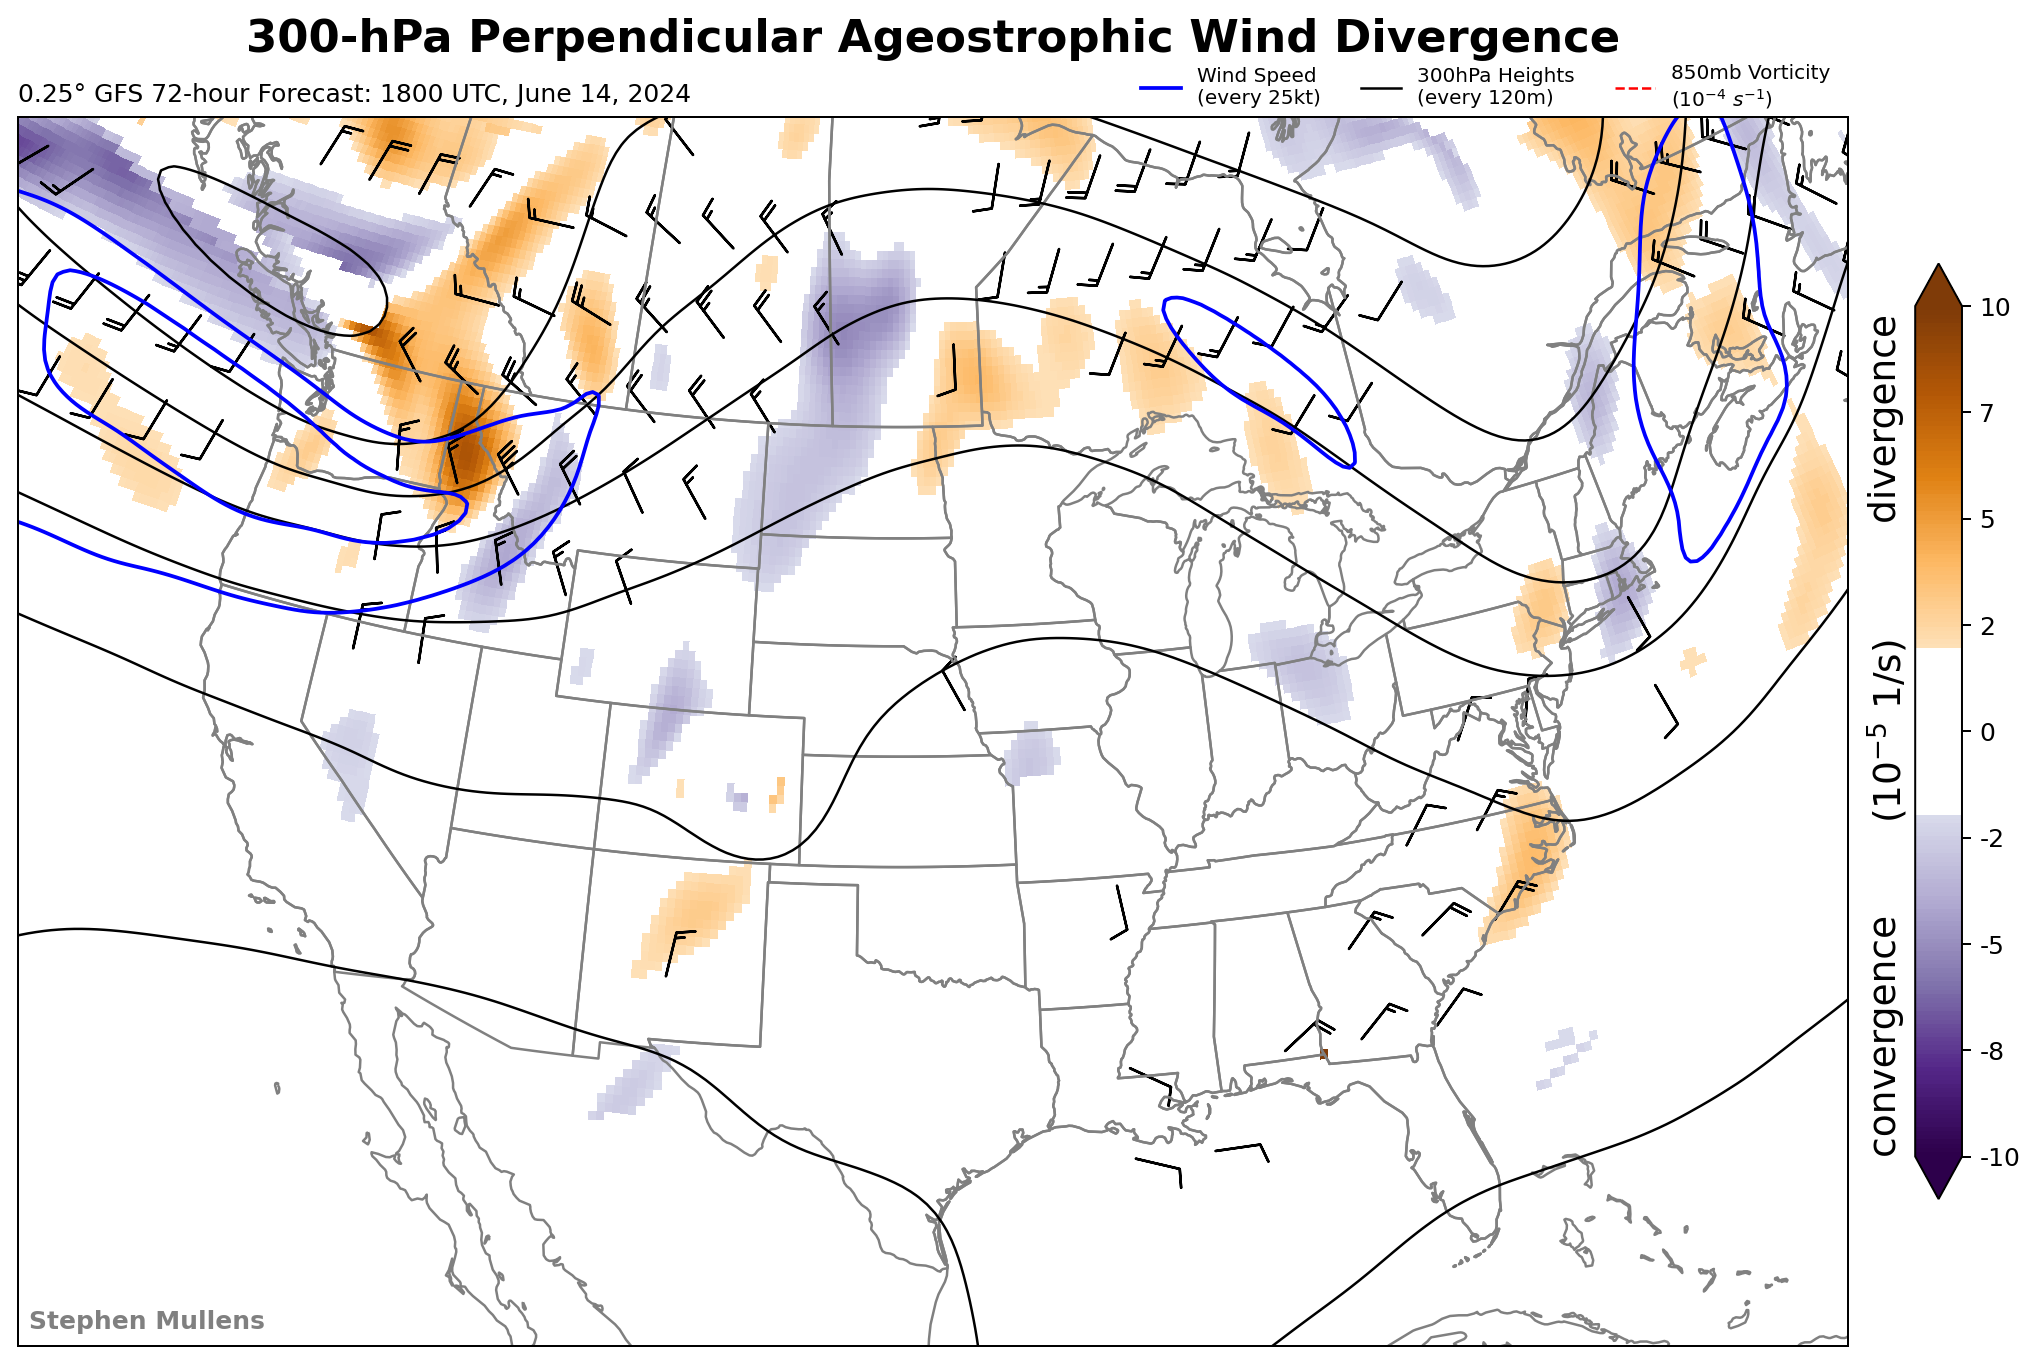 300-hPa Perpendicular Ageostrophic Wind Divergence
0.25° GFS 72-hour Forecast: 1800 UTC, June 14, 2024
Wind Speed
(every 25kt)
300hPa Heights
(every 120m)
850mb Vorticity
(10⁻⁴ s⁻¹)
10
7
5
2
0
-2
-5
-8
-10
convergence (10⁻⁵ 1/s) divergence
Stephen Mullens